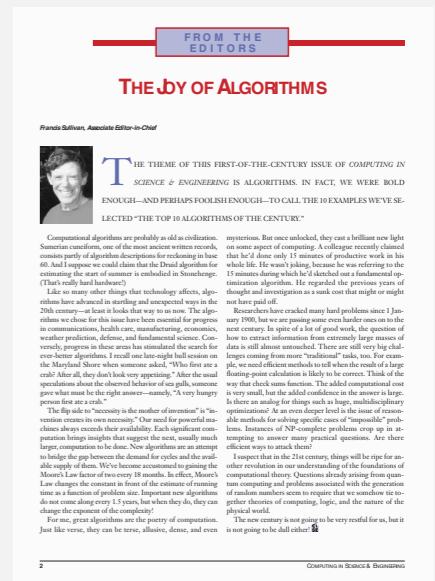 FROM THE
EDITORS
THE JOY OF ALGORITHMS
Francis Sullivan, Associate Editor-in-Chief
THE THEME OF THIS FIRST-OF-THE-CENTURY ISSUE OF COMPUTING IN
SCIENCE & ENGINEERING IS ALGORITHMS. IN FACT, WE WERE BOLD
ENOUGH—AND PERHAPS FOOLISH ENOUGH—TO CALL THE 10 EXAMPLES WE'VE SE-
LECTED "THE TOP 10 ALGORITHMS OF THE CENTURY."
Computational algorithms are probably as old as civilization.
Sumerian cuneiform, one of the most ancient written records,
consists partly of algorithm descriptions for reckoning in base
60. And I suppose we could claim that the Druid algorithm for
estimating the start of summer is embodied in Stonehenge.
(That's really hard hardware!)
Like so many other things that technology affects, algo-
rithms have advanced in startling and unexpected ways in the
20th century—at least it looks that way to us now. The algo-
rithms we chose for this issue have been essential for progress
in communications, health care, manufacturing, economics,
weather prediction, defense, and fundamental science. Con-
versely, progress in these areas has stimulated the search for
ever-better algorithms. I recall one late-night bull session on
the Maryland Shore when someone asked, "Who first ate a
crab? After all, they don't look very appetizing." After the usual
speculations about the observed behavior of sea gulls, someone
gave what must be the right answer—namely, "A very hungry
person first ate a crab."
The flip side to "necessity is the mother of invention" is "in-
vention creates its own necessity." Our need for powerful ma-
chines always exceeds their availability. Each significant com-
putation brings insights that suggest the next, usually much
larger, computation to be done. New algorithms are an attempt
to bridge the gap between the demand for cycles and the avail-
able supply of them. We've become accustomed to gaining the
Moore's Law factor of two every 18 months. In effect, Moore's
Law changes the constant in front of the estimate of running
time as a function of problem size. Important new algorithms
do not come along every 1.5 years, but when they do, they can
change the exponent of the complexity!
For me, great algorithms are the poetry of computation.
Just like verse, they can be terse, allusive, dense, and even
mysterious. But once unlocked, they cast a brilliant new light
on some aspect of computing. A colleague recently claimed
that he'd done only 15 minutes of productive work in his
whole life. He wasn't joking, because he was referring to the
15 minutes during which he'd sketched out a fundamental op-
timization algorithm. He regarded the previous years of
thought and investigation as a sunk cost that might or might
not have paid off.
Researchers have cracked many hard problems since 1 Jan-
uary 1900, but we are passing some even harder ones on to the
next century. In spite of a lot of good work, the question of
how to extract information from extremely large masses of
data is still almost untouched. There are still very big chal-
lenges coming from more "traditional" tasks, too. For exam-
ple, we need efficient methods to tell when the result of a large
floating-point calculation is likely to be correct. Think of the
way that check sums function. The added computational cost
is very small, but the added confidence in the answer is large.
Is there an analog for things such as huge, multidisciplinary
optimizations? At an even deeper level is the issue of reason-
able methods for solving specific cases of "impossible" prob-
lems. Instances of NP-complete problems crop up in at-
tempting to answer many practical questions. Are there
efficient ways to attack them?
I suspect that in the 21st century, things will be ripe for an-
other revolution in our understanding of the foundations of
computational theory. Questions already arising from quan-
tum computing and problems associated with the generation
of random numbers seem to require that we somehow tie to-
gether theories of computing, logic, and the nature of the
physical world.
The new century is not going to be very restful for us, but it
is not going to be dull either!
2
COMPUTING IN SCIENCE & ENGINEERING